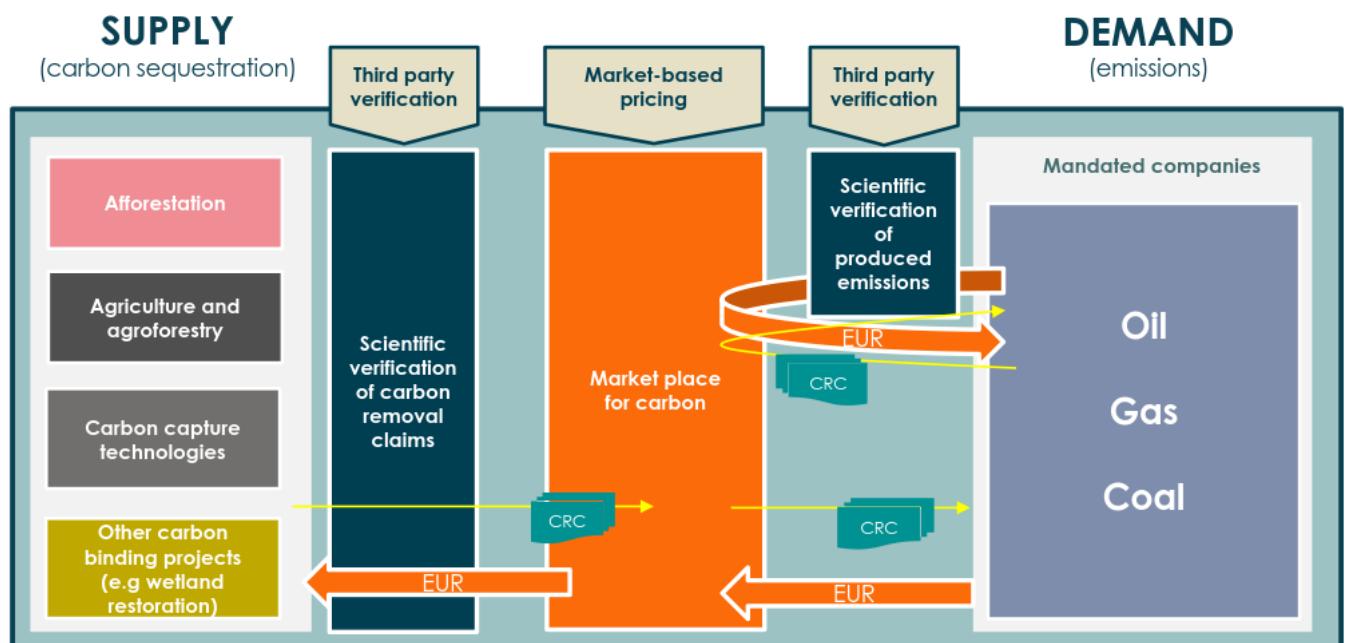 SUPPLY
(carbon sequestration)
Third party
verification
Market-based
pricing
Third party
verification
DEMAND
(emissions)
Afforestation
Agriculture and
agroforestry
Carbon capture
technologies
Other carbon
binding projects
(e.g wetland
restoration)
Scientific
verification
of carbon
removal
claims
Market place
for carbon
Scientific
verification
of
produced
emissions
Mandated companies
Oil
Gas
Coal
EUR
CRC
CRC
CRC
EUR
EUR